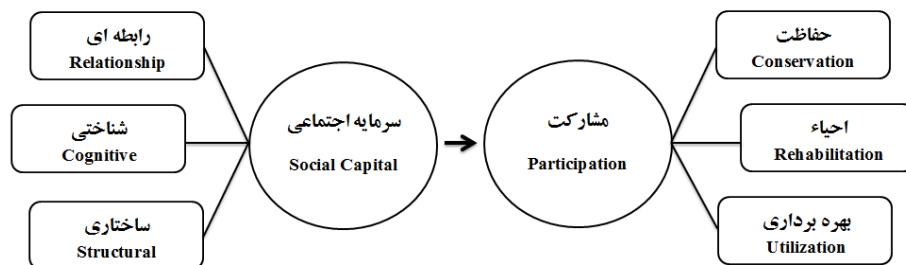 رابطه ای
Relationship
شناختی
Cognitive
ساختاری
Structural
سرمایه اجتماعی
Social Capital
مشارکت
Participation
حفاظت
Conservation
احیاء
Rehabilitation
بهره برداری
Utilization